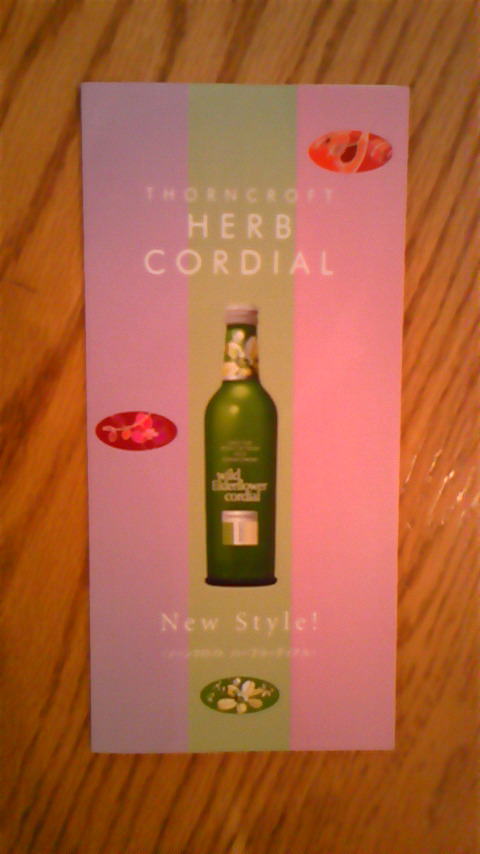 THORNCROFT
HERB
CORDIAL
wild
Elderflower
cordial
T
New Style!